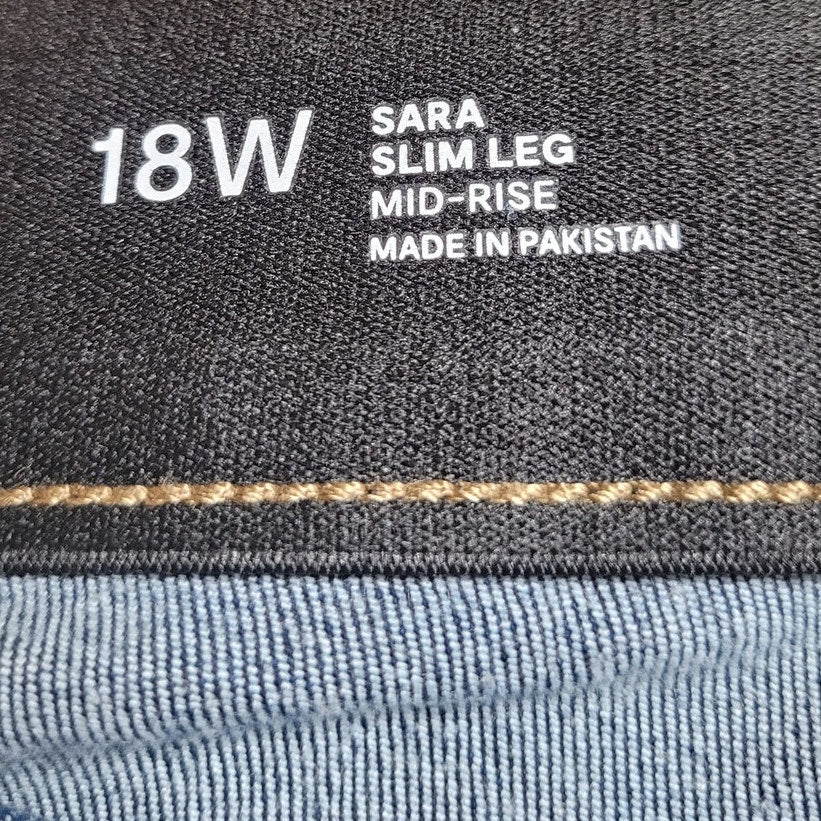 18W
SARA
SLIM LEG
MID-RISE
MADE IN PAKISTAN